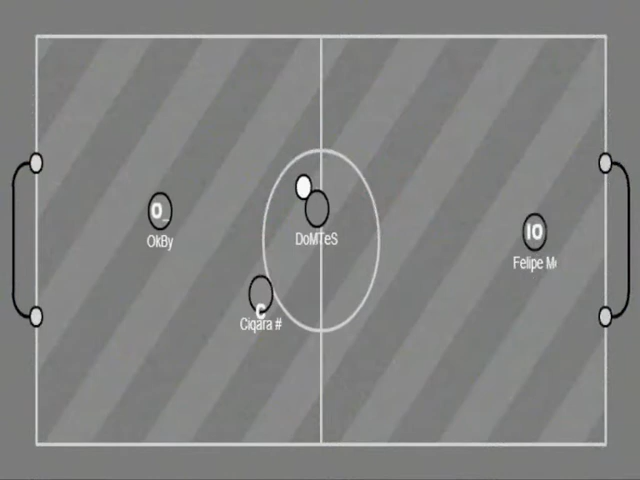 O_
OkBy
DoMTeS
IO
Felipe M
C
Ciqara #